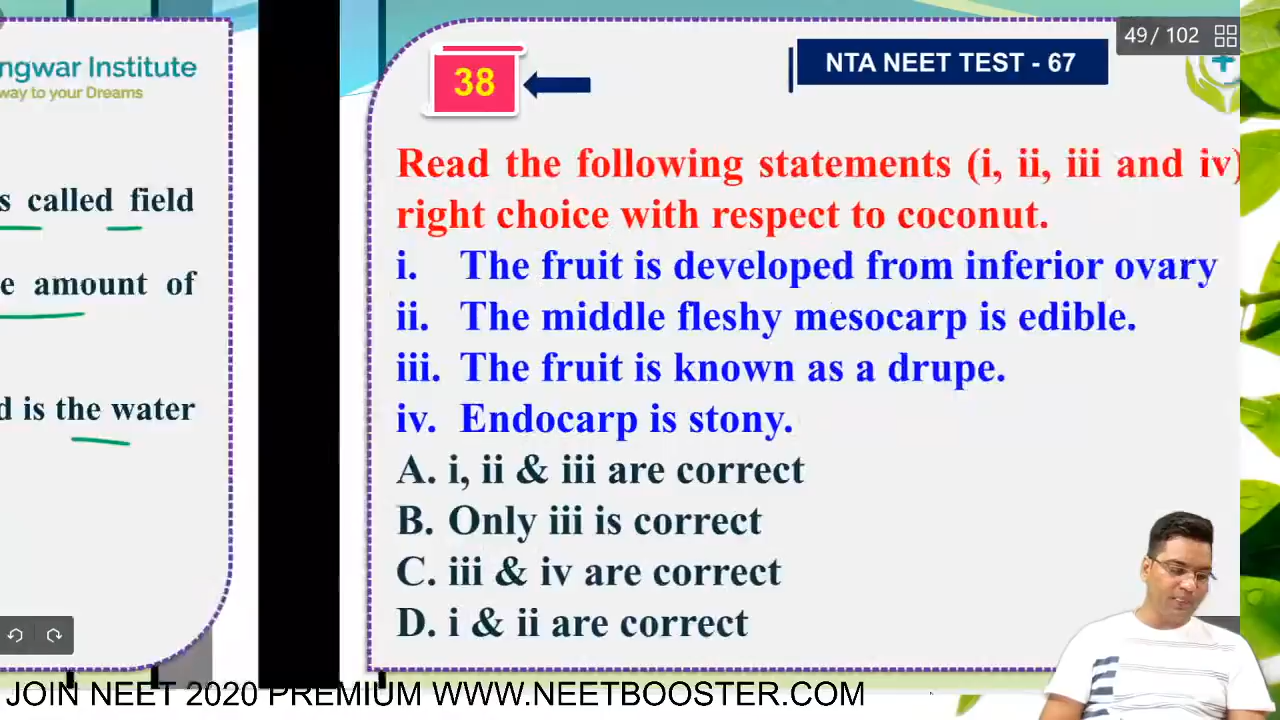 ngwar Institute
way to your Dreams
s called field
e amount of
d is the water
49 / 102
38
NTA NEET TEST - 67
Read the following statements (i, ii, iii and iv)
right choice with respect to coconut.
i. The fruit is developed from inferior ovary
ii. The middle fleshy mesocarp is edible.
iii. The fruit is known as a drupe.
iv. Endocarp is stony.
A. i, ii & iii are correct
B. Only iii is correct
C. iii & iv are correct
D. i & ii are correct
JOIN NEET 2020 PREMIUM WWW.NEETBOOSTER.COM